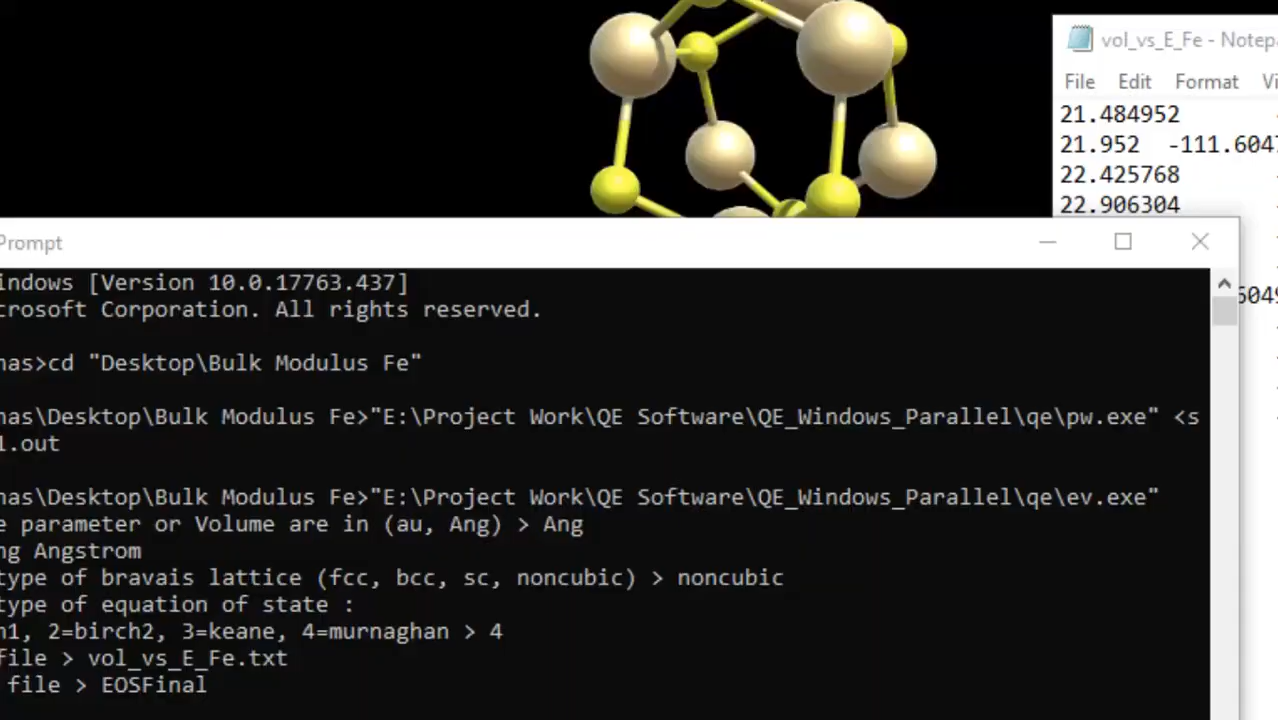 vol_vs_E_Fe - Notepa
File Edit Format Vi
21.484952
21.952 -111.6047
22.425768
22.906304
6049
Prompt
indows [Version 10.0.17763.437]
crosoft Corporation. All rights reserved.
nas>cd "Desktop\Bulk Modulus Fe"
nas\Desktop\Bulk Modulus Fe>"E:\Project Work\QE Software\QE_Windows_Parallel\qe\pw.exe" <s
1.out
nas\Desktop\Bulk Modulus Fe>"E:\Project Work\QE Software\QE_Windows_Parallel\qe\ev.exe"
e parameter or Volume are in (au, Ang) > Ang
ng Angstrom
type of bravais lattice (fcc, bcc, sc, noncubic) > noncubic
type of equation of state :
h1, 2=birch2, 3=keane, 4=murnaghan > 4
file > vol_vs_E_Fe.txt
file > EOSFinal